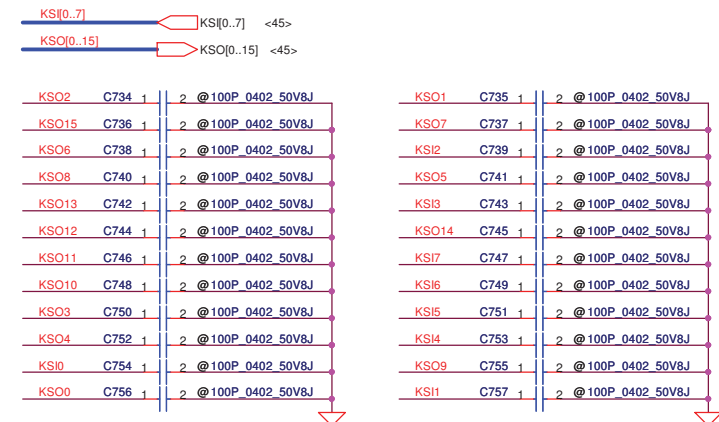 KSI[0..7] KSI[0..7] <45>
KSO[0..15] KSO[0..15] <45>
KSO2 C734 1 2 @100P_0402_50V8J KSO1 C735 1 2 @100P_0402_50V8J
KSO15 C736 1 2 @100P_0402_50V8J KSO7 C737 1 2 @100P_0402_50V8J
KSO6 C738 1 2 @100P_0402_50V8J KSI2 C739 1 2 @100P_0402_50V8J
KSO8 C740 1 2 @100P_0402_50V8J KSO5 C741 1 2 @100P_0402_50V8J
KSO13 C742 1 2 @100P_0402_50V8J KSI3 C743 1 2 @100P_0402_50V8J
KSO12 C744 1 2 @100P_0402_50V8J KSO14 C745 1 2 @100P_0402_50V8J
KSO11 C746 1 2 @100P_0402_50V8J KSI7 C747 1 2 @100P_0402_50V8J
KSO10 C748 1 2 @100P_0402_50V8J KSI6 C749 1 2 @100P_0402_50V8J
KSO3 C750 1 2 @100P_0402_50V8J KSI5 C751 1 2 @100P_0402_50V8J
KSO4 C752 1 2 @100P_0402_50V8J KSI4 C753 1 2 @100P_0402_50V8J
KSI0 C754 1 2 @100P_0402_50V8J KSO9 C755 1 2 @100P_0402_50V8J
KSO0 C756 1 2 @100P_0402_50V8J KSI1 C757 1 2 @100P_0402_50V8J